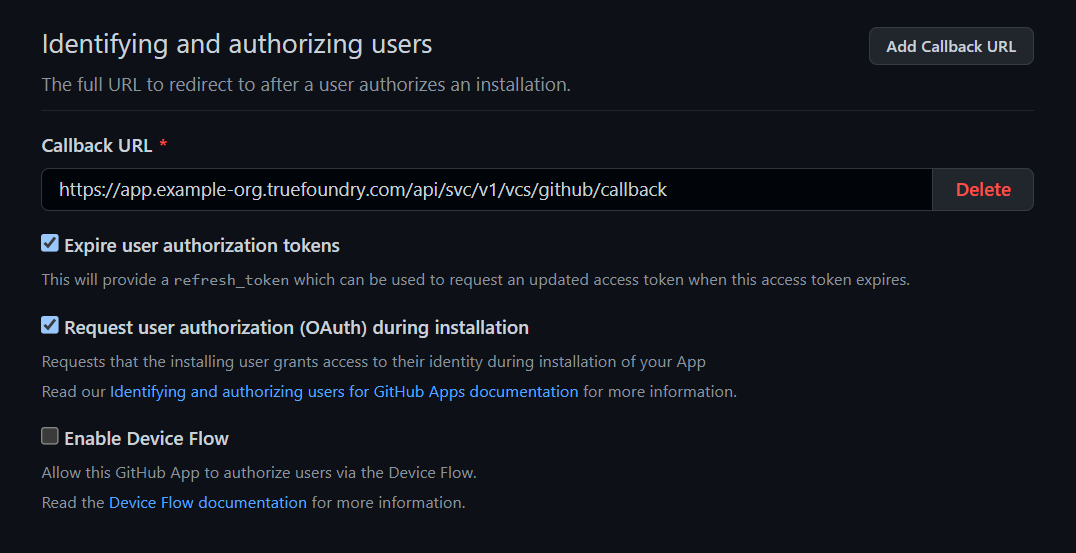 Identifying and authorizing users
Add Callback URL
The full URL to redirect to after a user authorizes an installation.
Callback URL *
https://app.example-org.truefoundry.com/api/svc/v1/vcs/github/callback
Delete
Expire user authorization tokens
This will provide a refresh_token which can be used to request an updated access token when this access token expires.
Request user authorization (OAuth) during installation
Requests that the installing user grants access to their identity during installation of your App
Read our Identifying and authorizing users for GitHub Apps documentation for more information.
Enable Device Flow
Allow this GitHub App to authorize users via the Device Flow.
Read the Device Flow documentation for more information.